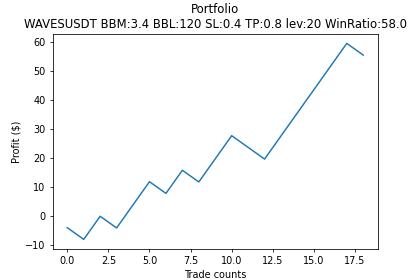 Portfolio
WAVESUSDT BBM:3.4 BBL:120 SL:0.4 TP:0.8 lev:20 WinRatio:58.0
60
50
40
30
20
10
0
−10
Profit ($)
0.0 2.5 5.0 7.5 10.0 12.5 15.0 17.5
Trade counts